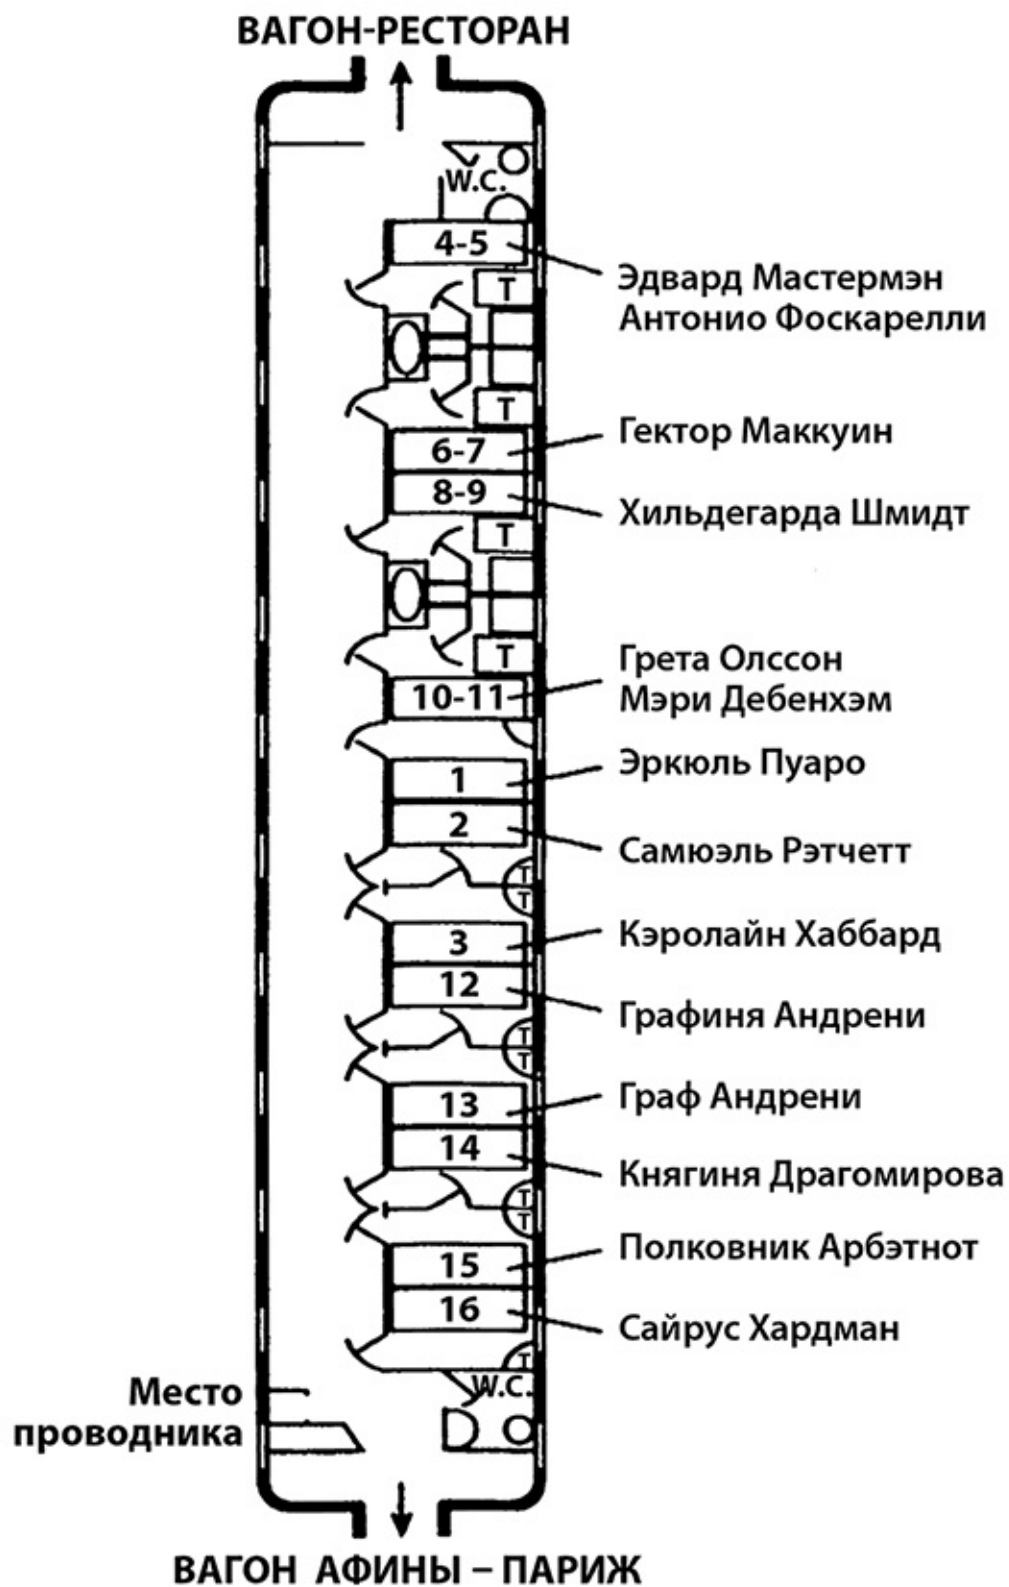 ВАГОН-РЕСТОРАН
W.C.
4-5
Эдвард Мастермэн
Антонио Фоскарелли
T
T
Гектор Маккуин
6-7
8-9
Хильдегарда Шмидт
T
T
Грета Олссон
Мэри Дебенхэм
10-11
Эркюль Пуаро
1
2
Самюэль Рэтчетт
T
T
Кэролайн Хаббард
3
12
Графиня Андрени
T
T
Граф Андрени
13
14
Княгиня Драгомирова
T
T
Полковник Арбэтнот
15
16
Сайрус Хардман
T
W.C.
Место
проводника
ВАГОН АФИНЫ – ПАРИЖ